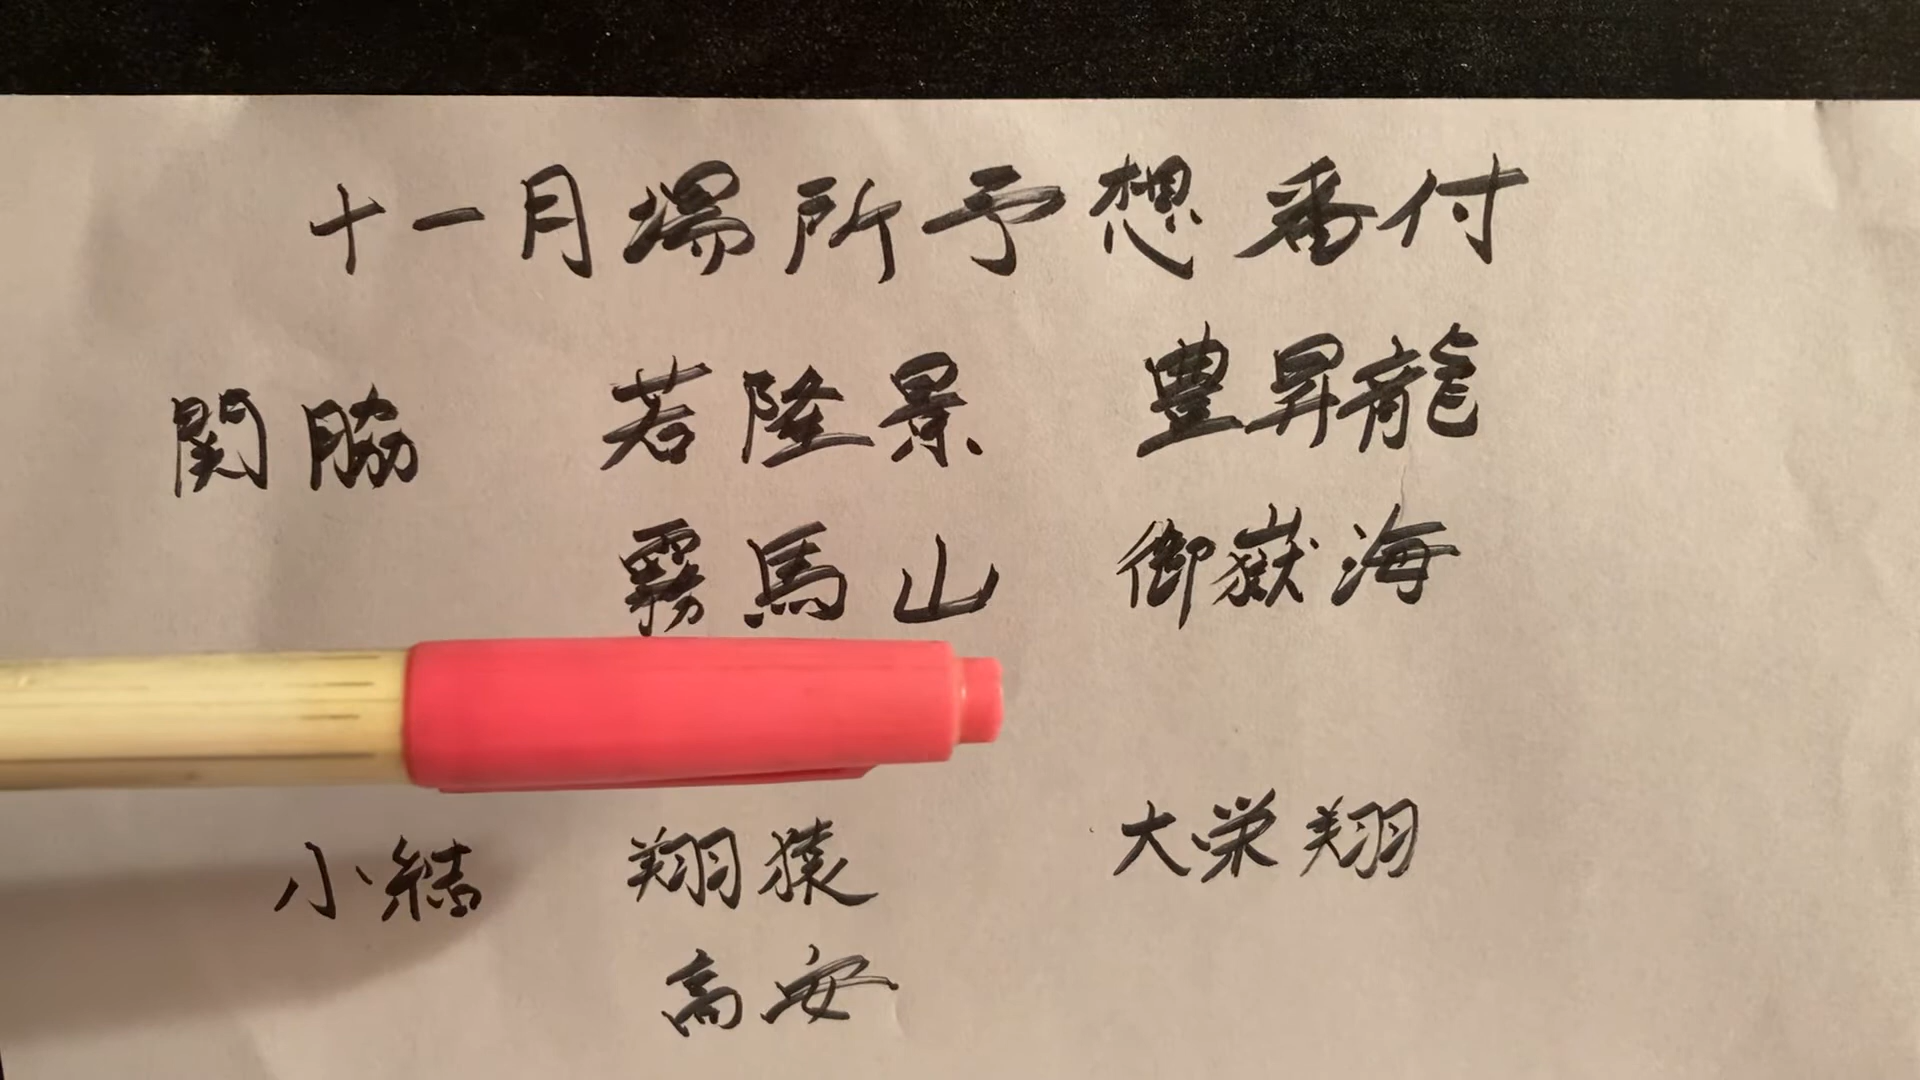 十一月場所予想番付
関脇 若隆景 豊昇龍
霧馬山 御嶽海
小結 翔猿 大栄翔
高安